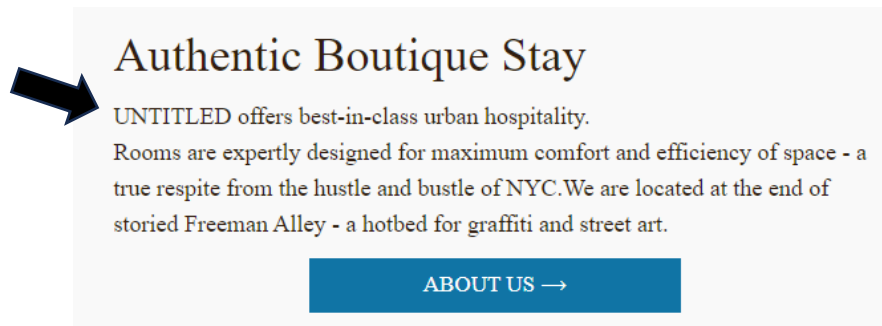 Authentic Boutique Stay
UNTITLED offers best-in-class urban hospitality.
Rooms are expertly designed for maximum comfort and efficiency of space - a
true respite from the hustle and bustle of NYC.We are located at the end of
storied Freeman Alley - a hotbed for graffiti and street art.
ABOUT US →